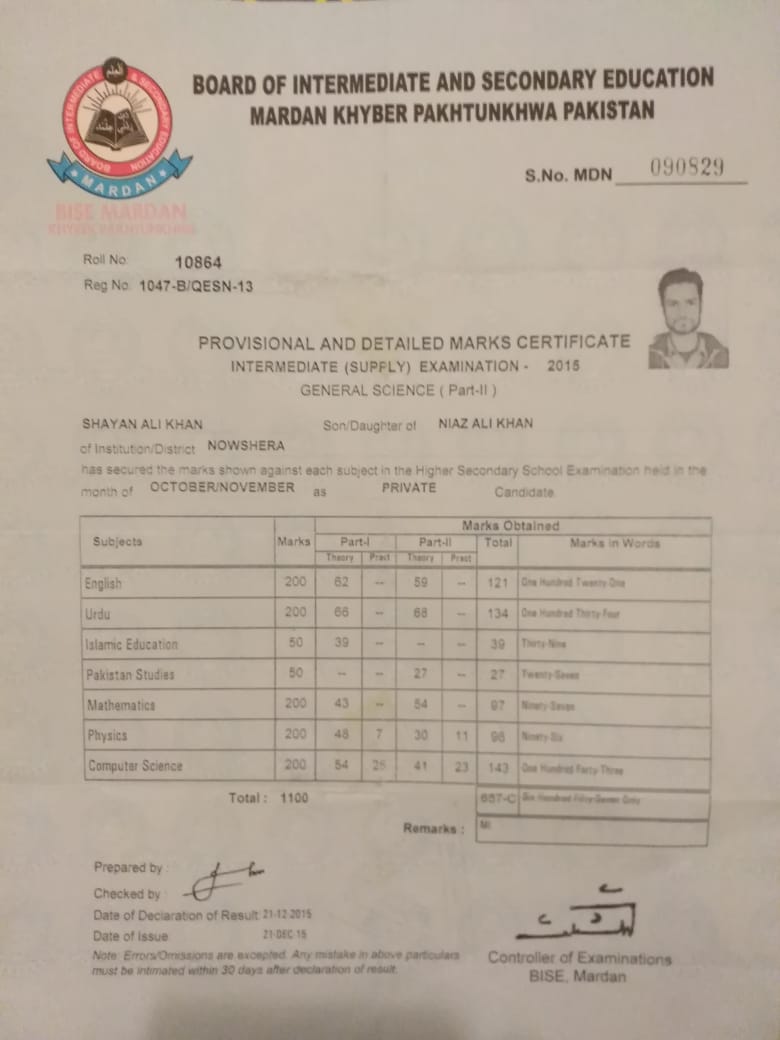 العلم
BOARD OF INTERMEDIATE & SECONDARY EDUCATION
MARDAN
BISE MARDAN
KHYBER PAKHTUNKHWA
BOARD OF INTERMEDIATE AND SECONDARY EDUCATION
MARDAN KHYBER PAKHTUNKHWA PAKISTAN
S.No. MDN 090829
Roll No: 10864
Reg No. 1047-B/QESN-13
PROVISIONAL AND DETAILED MARKS CERTIFICATE
INTERMEDIATE (SUPPLY) EXAMINATION - 2015
GENERAL SCIENCE ( Part-II )
SHAYAN ALI KHAN Son/Daughter of NIAZ ALI KHAN
of Institution/District NOWSHERA
has secured the marks shown against each subject in the Higher Secondary School Examination held in the
month of OCTOBER/NOVEMBER as PRIVATE Candidate.
Marks Obtained
Subjects Marks Part-I Part-II Total Marks in Words
Theory Pract Theory Pract
English 200 62 -- 59 -- 121 One Hundred Twenty One
Urdu 200 66 -- 68 -- 134 One Hundred Thirty Four
Islamic Education 50 39 -- -- -- 39 Thirty-Nine
Pakistan Studies 50 -- -- 27 -- 27 Twenty-Seven
Mathematics 200 43 -- 54 -- 97 Ninety-Seven
Physics 200 48 7 30 11 96 Ninety-Six
Computer Science 200 54 25 41 23 143 One Hundred Forty Three
Total : 1100 657-C Six Hundred Fifty-Seven Only
Remarks :
Prepared by :
Checked by :
Date of Declaration of Result: 21-12-2015
Date of Issue: 21-DEC-15
Note: Errors/Omissions are excepted. Any mistake in above particulars
must be intimated within 30 days after declaration of result.
Controller of Examinations
BISE, Mardan